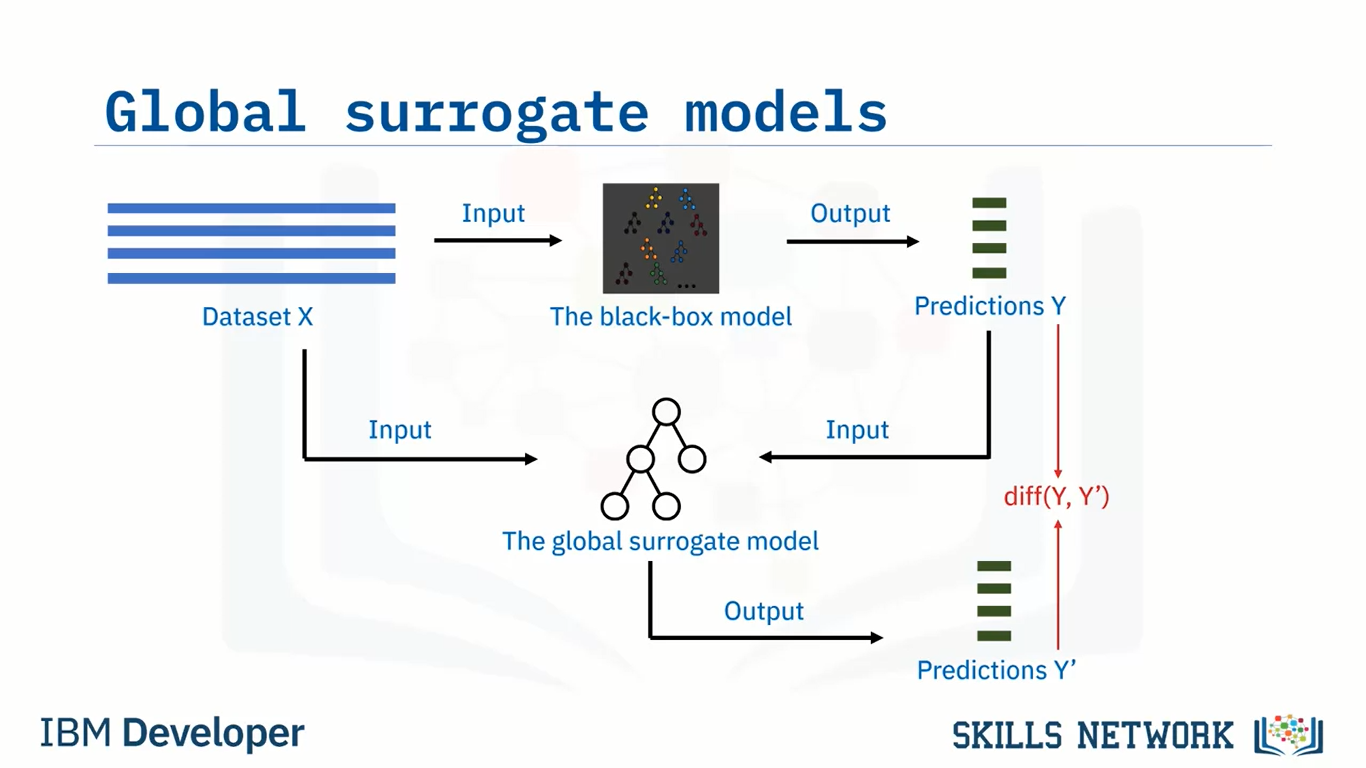 Global surrogate models
Input
Output
Dataset X
The black-box model
Predictions Y
Input
Input
diff(Y, Y’)
The global surrogate model
Output
Predictions Y’
IBM Developer
SKILLS NETWORK